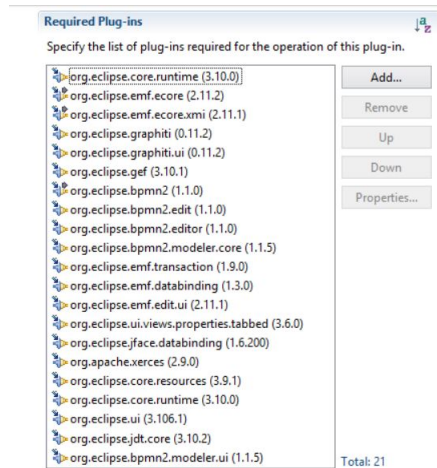 Required Plug-ins
Specify the list of plug-ins required for the operation of this plug-in.
org.eclipse.core.runtime (3.10.0)
org.eclipse.emf.ecore (2.11.2)
org.eclipse.emf.ecore.xmi (2.11.1)
org.eclipse.graphiti (0.11.2)
org.eclipse.graphiti.ui (0.11.2)
org.eclipse.gef (3.10.1)
org.eclipse.bpmn2 (1.1.0)
org.eclipse.bpmn2.edit (1.1.0)
org.eclipse.bpmn2.editor (1.1.0)
org.eclipse.bpmn2.modeler.core (1.1.5)
org.eclipse.emf.transaction (1.9.0)
org.eclipse.emf.databinding (1.3.0)
org.eclipse.emf.edit.ui (2.11.1)
org.eclipse.ui.views.properties.tabbed (3.6.0)
org.eclipse.jface.databinding (1.6.200)
org.apache.xerces (2.9.0)
org.eclipse.core.resources (3.9.1)
org.eclipse.core.runtime (3.10.0)
org.eclipse.ui (3.106.1)
org.eclipse.jdt.core (3.10.2)
org.eclipse.bpmn2.modeler.ui (1.1.5)
Add...
Remove
Up
Down
Properties...
Total: 21